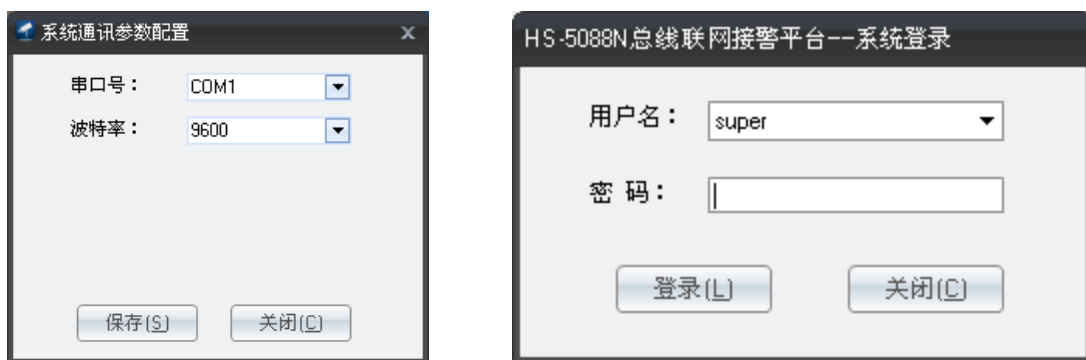 系统通讯参数配置
串口号： COM1
波特率： 9600
保存(S) 关闭(C)
HS-5088N总线联网接警平台--系统登录
用户名： super
密 码：
登录(L) 关闭(C)